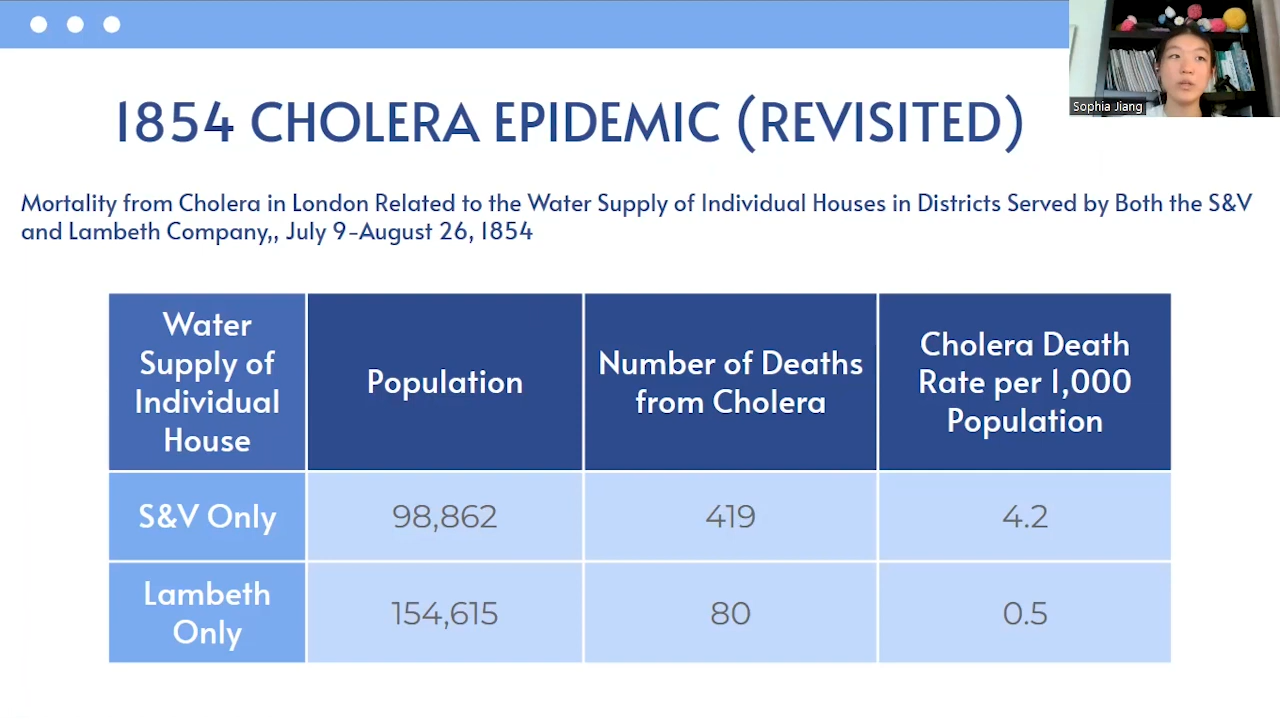 Sophia Jiang
1854 CHOLERA EPIDEMIC (REVISITED)
Mortality from Cholera in London Related to the Water Supply of Individual Houses in Districts Served by Both the S&V
and Lambeth Company,, July 9-August 26, 1854
Water
Supply of
Individual
House
Population
Number of Deaths
from Cholera
Cholera Death
Rate per 1,000
Population
S&V Only
98,862
419
4.2
Lambeth
Only
154,615
80
0.5